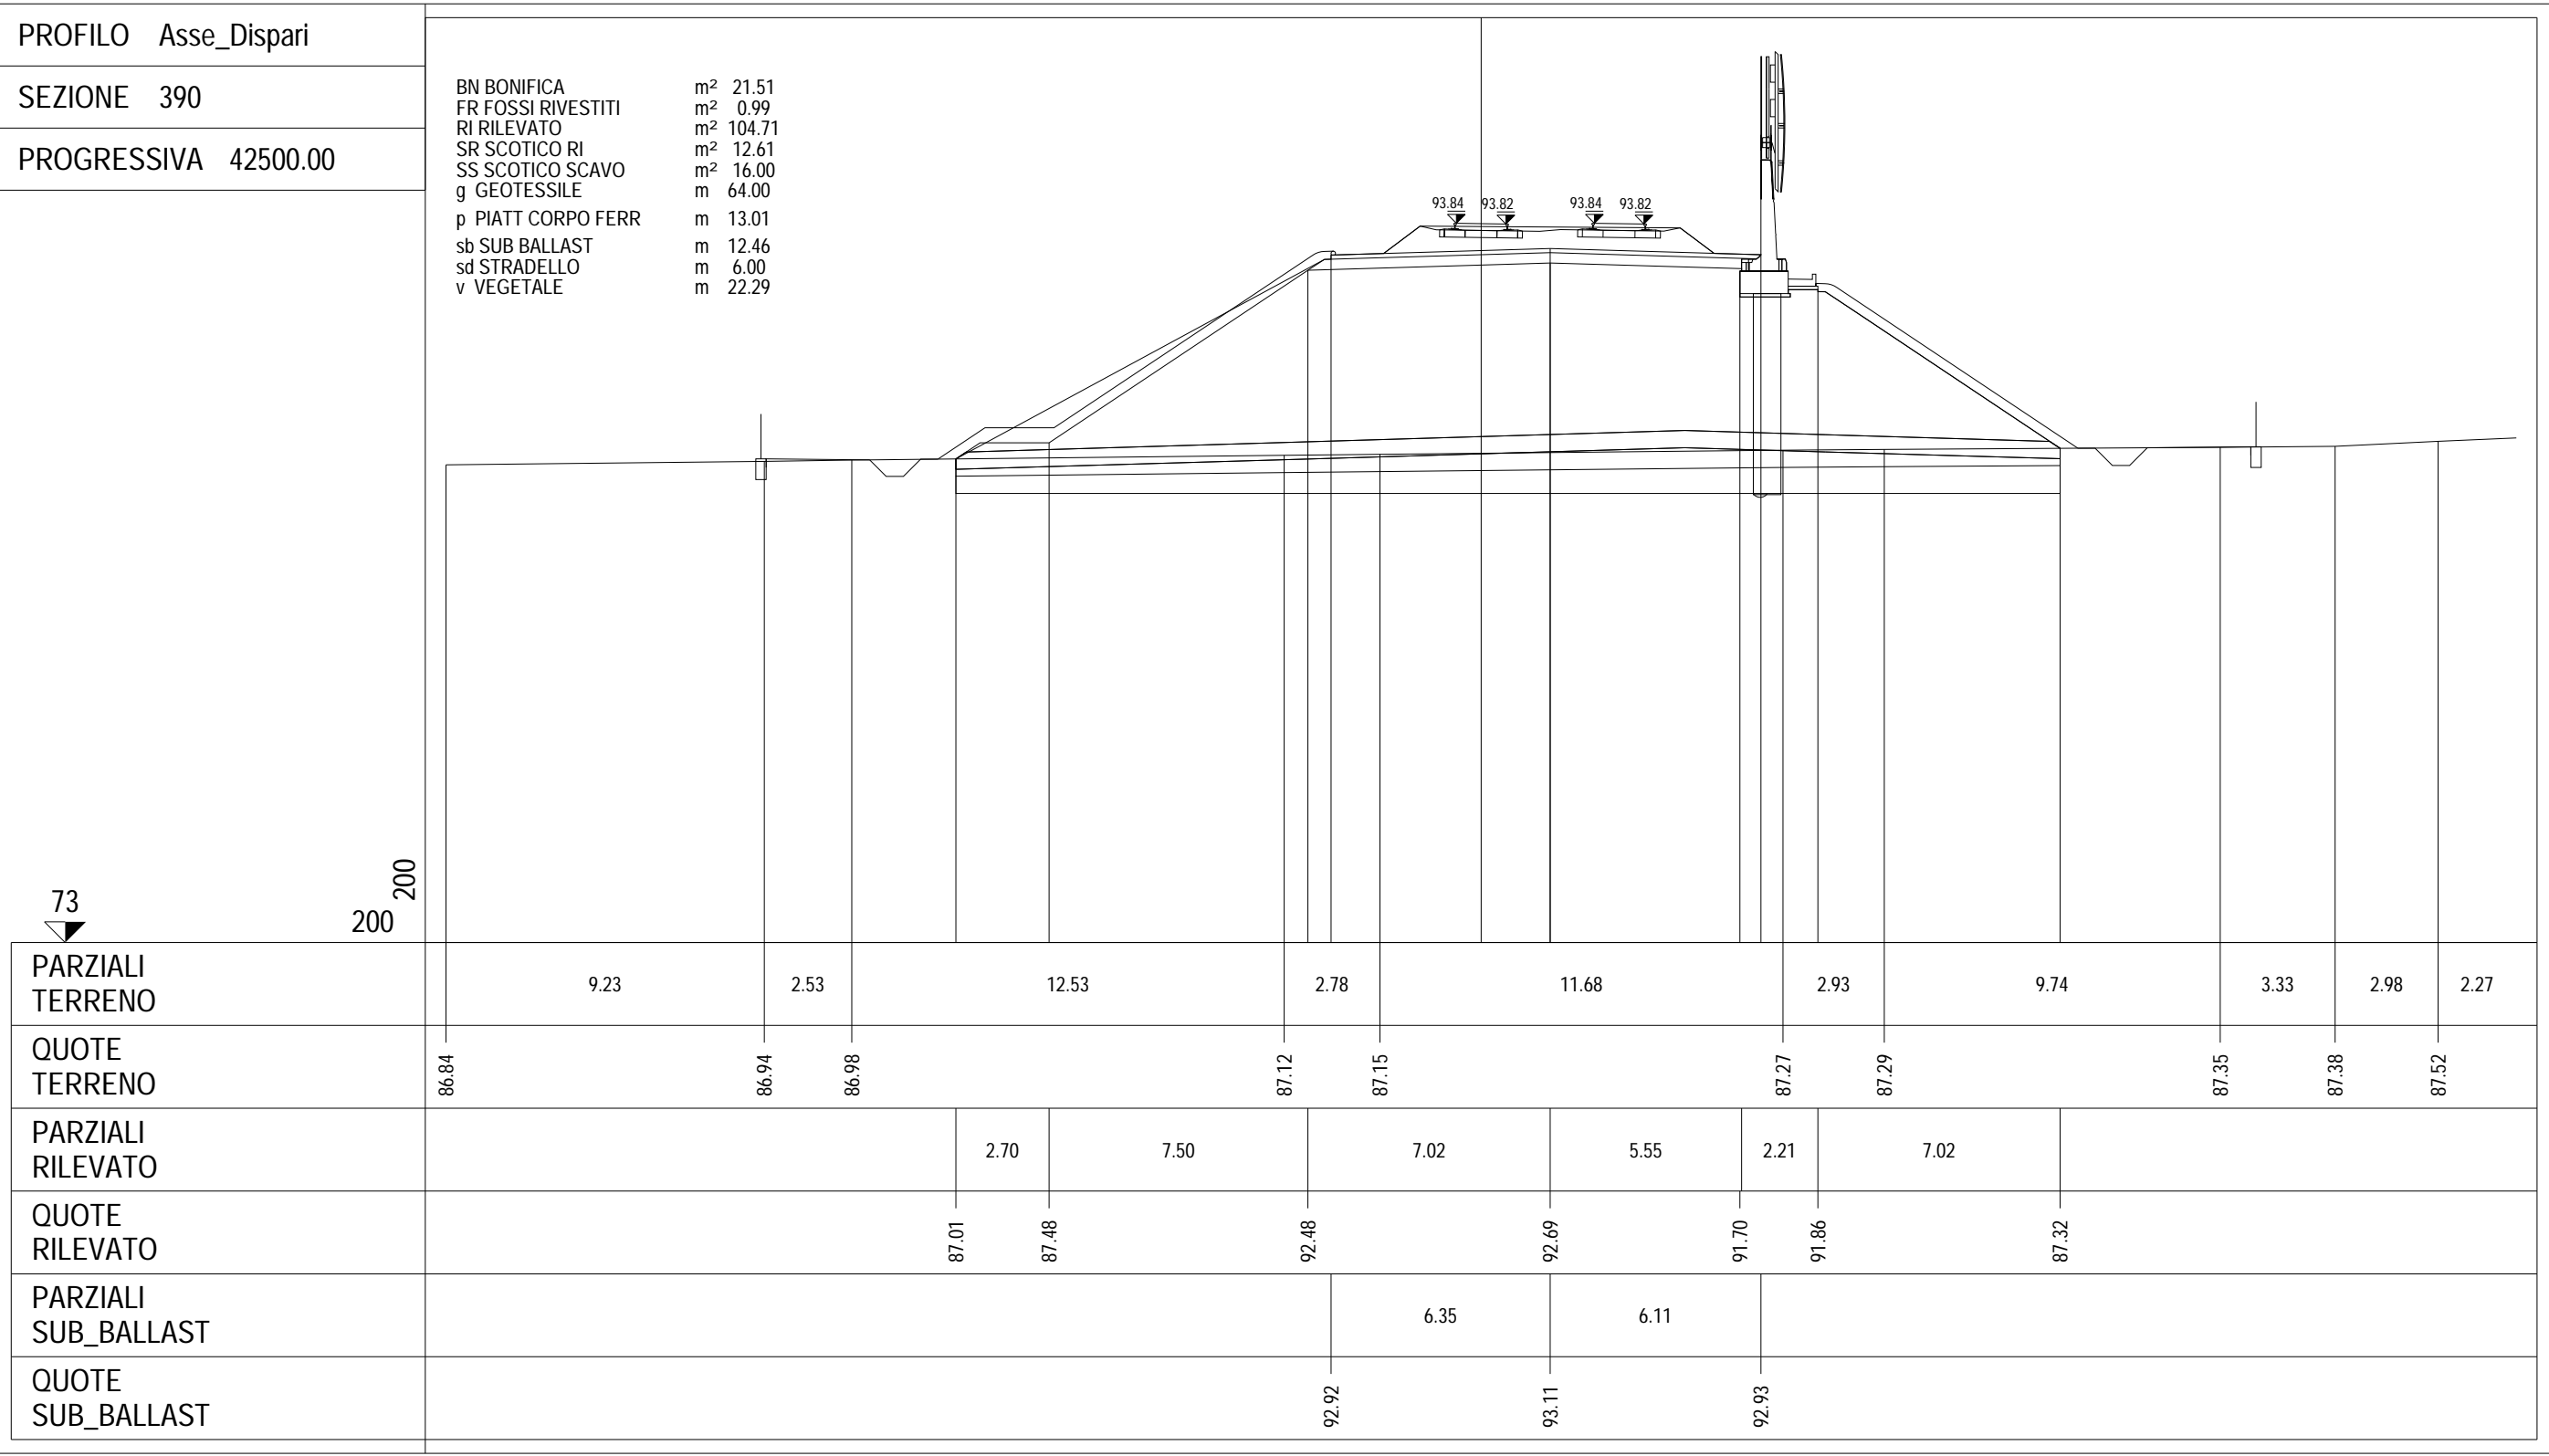 PROFILO Asse_Dispari
SEZIONE 390
PROGRESSIVA 42500.00
BN BONIFICA m² 21.51
FR FOSSI RIVESTITI m² 0.99
RI RILEVATO m² 104.71
SR SCOTICO RI m² 12.61
SS SCOTICO SCAVO m² 16.00
g GEOTESSILE m 64.00
p PIATT CORPO FERR m 13.01
sb SUB BALLAST m 12.46
sd STRADELLO m 6.00
v VEGETALE m 22.29
93.84 93.82 93.84 93.82
200
73
200
PARZIALI
TERRENO
9.23 2.53 12.53 2.78 11.68 2.93 9.74 3.33 2.98 2.27
QUOTE
TERRENO
86.84 86.94 86.98 87.12 87.15 87.27 87.29 87.35 87.38 87.52
PARZIALI
RILEVATO
2.70 7.50 7.02 5.55 2.21 7.02
QUOTE
RILEVATO
87.01 87.48 92.48 92.69 91.70 91.86 87.32
PARZIALI
SUB_BALLAST
6.35 6.11
QUOTE
SUB_BALLAST
92.92 93.11 92.93